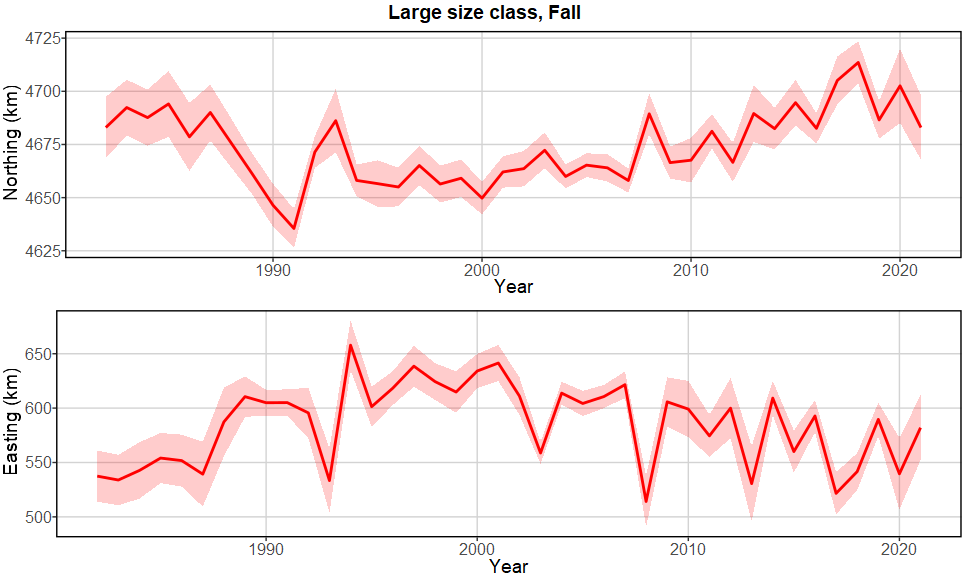 Large size class, Fall
Northing (km)
4725
4700
4675
4650
4625
1990 2000 2010 2020
Year
Easting (km)
650
600
550
500
1990 2000 2010 2020
Year